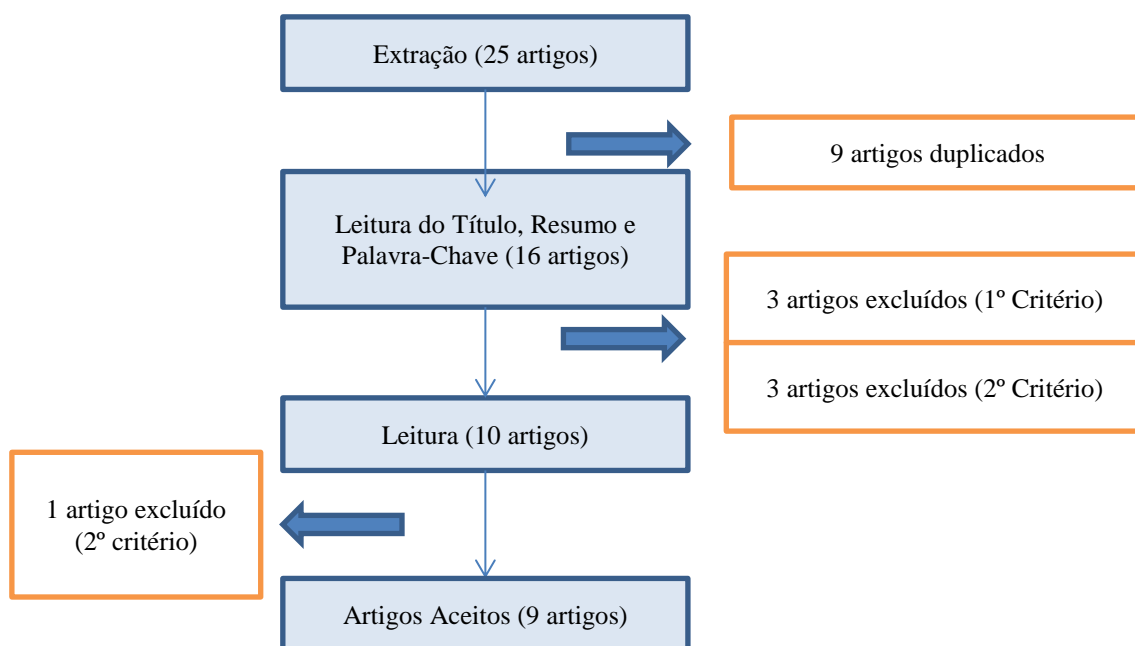 Extração (25 artigos)
9 artigos duplicados
Leitura do Título, Resumo e
Palavra-Chave (16 artigos)
3 artigos excluídos (1º Critério)
3 artigos excluídos (2º Critério)
Leitura (10 artigos)
1 artigo excluído
(2º critério)
Artigos Aceitos (9 artigos)